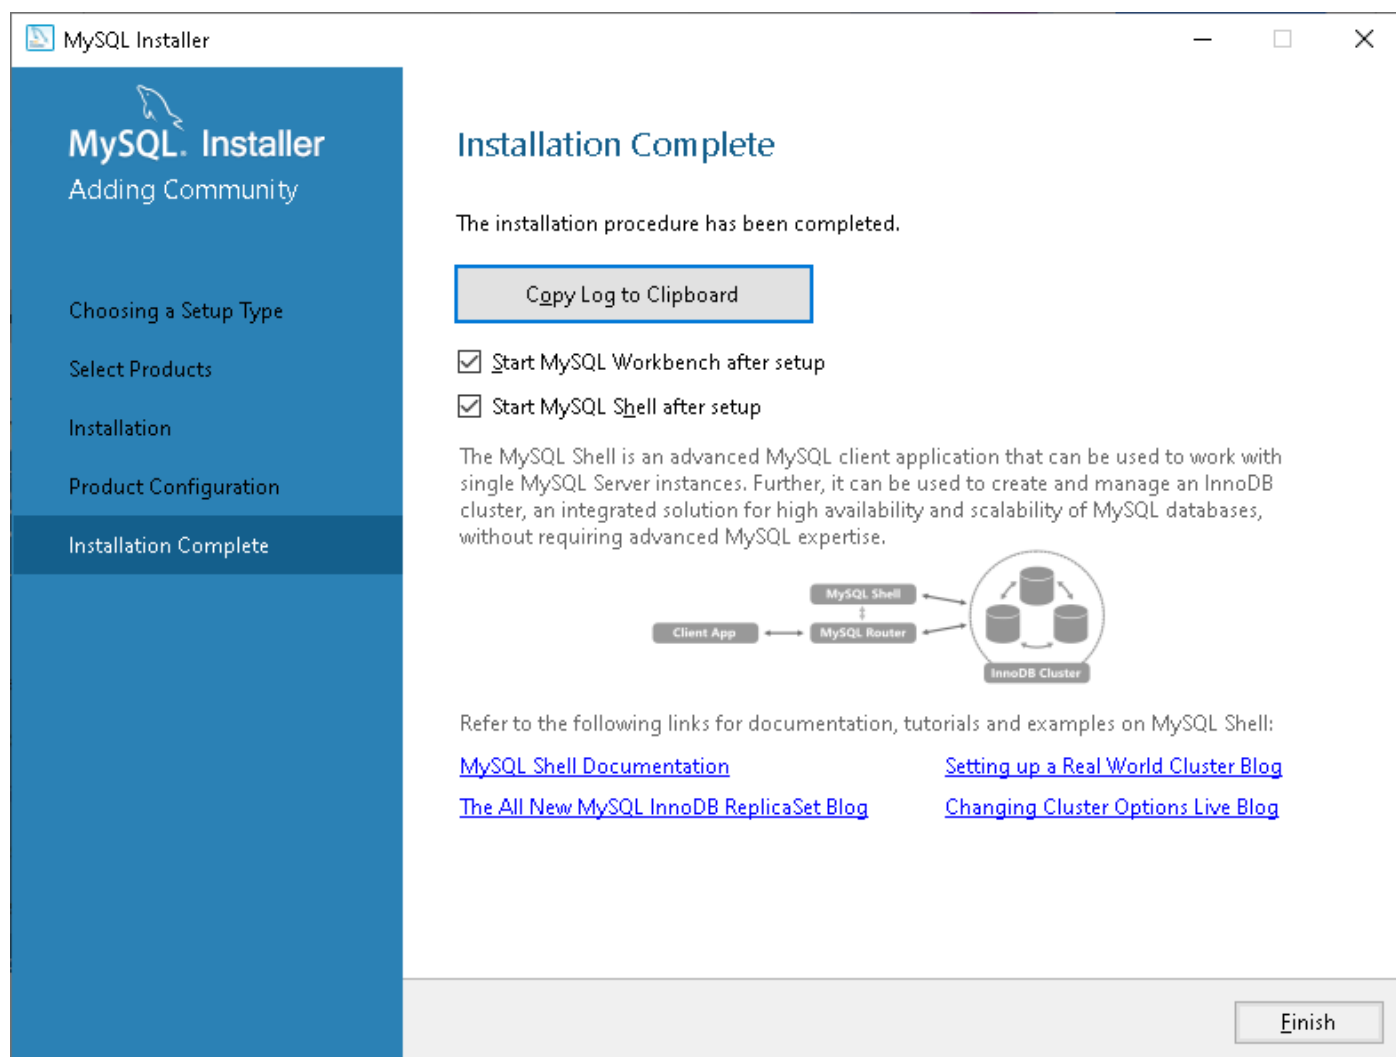 MySQL Installer
MySQL. Installer
Adding Community
Choosing a Setup Type
Select Products
Installation
Product Configuration
Installation Complete
Installation Complete
The installation procedure has been completed.
Copy Log to Clipboard
Start MySQL Workbench after setup
Start MySQL Shell after setup
The MySQL Shell is an advanced MySQL client application that can be used to work with
single MySQL Server instances. Further, it can be used to create and manage an InnoDB
cluster, an integrated solution for high availability and scalability of MySQL databases,
without requiring advanced MySQL expertise.
MySQL Shell
Client App
MySQL Router
InnoDB Cluster
Refer to the following links for documentation, tutorials and examples on MySQL Shell:
MySQL Shell Documentation
Setting up a Real World Cluster Blog
The All New MySQL InnoDB ReplicaSet Blog
Changing Cluster Options Live Blog
Finish